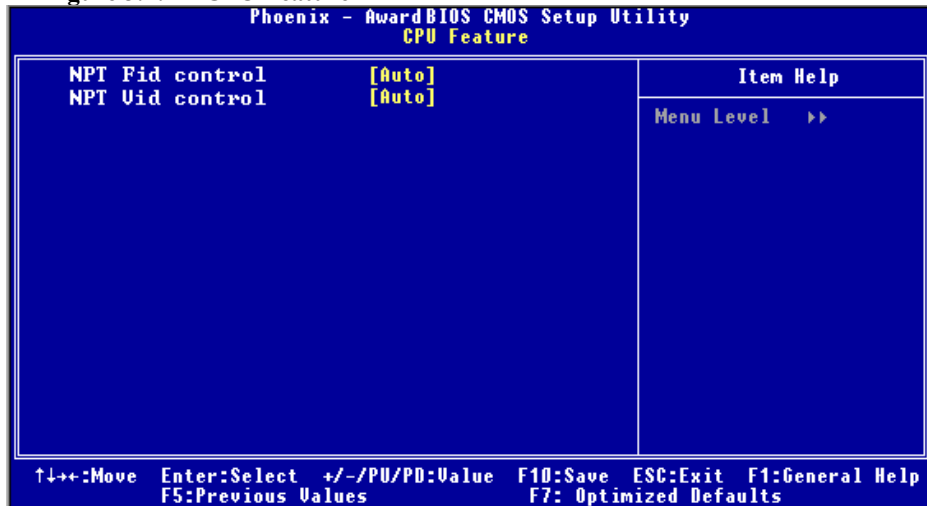 Phoenix - AwardBIOS CMOS Setup Utility
CPU Feature
NPT Fid control [Auto]
NPT Vid control [Auto]
Item Help
Menu Level ▸▸
↑↓→←:Move Enter:Select +/-/PU/PD:Value F10:Save ESC:Exit F1:General Help
F5:Previous Values F7: Optimized Defaults